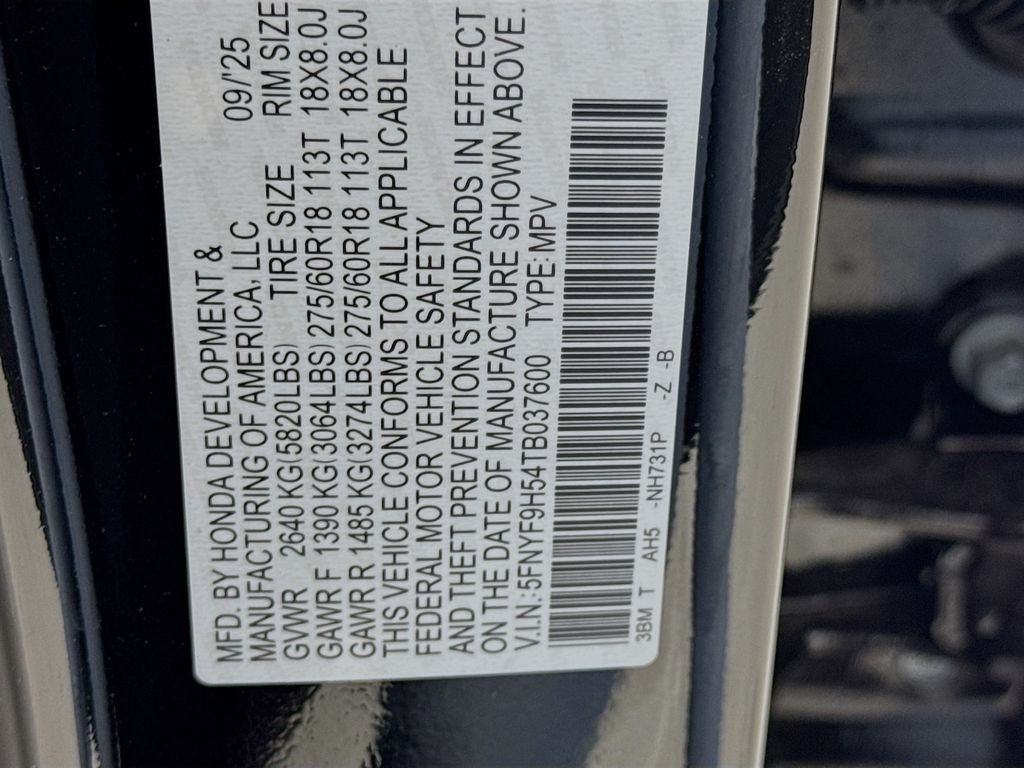 MFD. BY HONDA DEVELOPMENT & 09/'25
MANUFACTURING OF AMERICA, LLC
GVWR 2640 KG(5820LBS) TIRE SIZE RIM SIZE
GAWR F 1390 KG(3064LBS) 275/60R18 113T 18X8.0J
GAWR R 1485 KG(3274LBS) 275/60R18 113T 18X8.0J
THIS VEHICLE CONFORMS TO ALL APPLICABLE
FEDERAL MOTOR VEHICLE SAFETY
AND THEFT PREVENTION STANDARDS IN EFFECT
ON THE DATE OF MANUFACTURE SHOWN ABOVE.
V.I.N.:5FNYF9H54TB037600 TYPE:MPV
3BM T AH5 -NH731P -Z -B